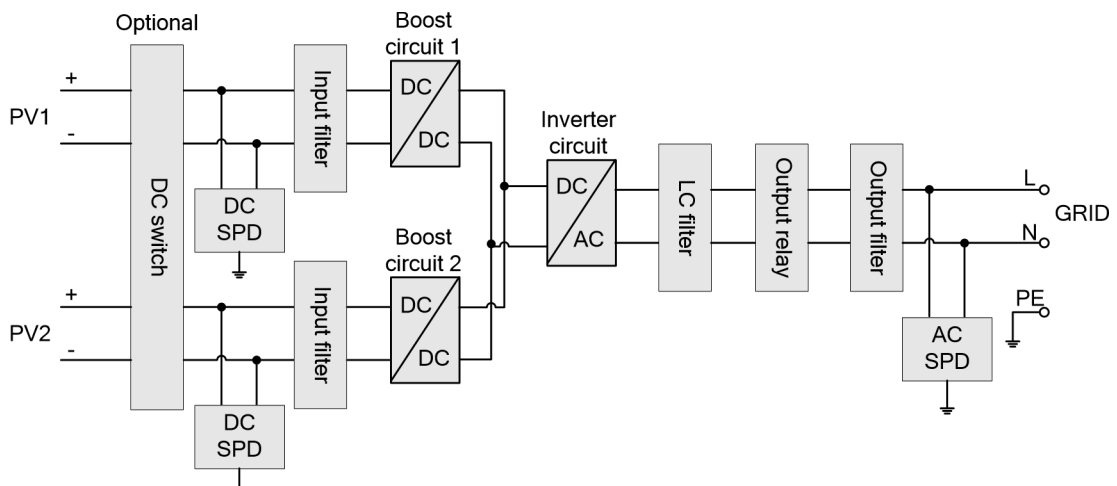 Optional
DC switch
PV1
+
-
DC
SPD
Input filter
Boost
circuit 1
DC
DC
PV2
+
-
DC
SPD
Input filter
Boost
circuit 2
DC
DC
Inverter
circuit
DC
AC
LC filter
Output relay
Output filter
L
N
GRID
PE
AC
SPD